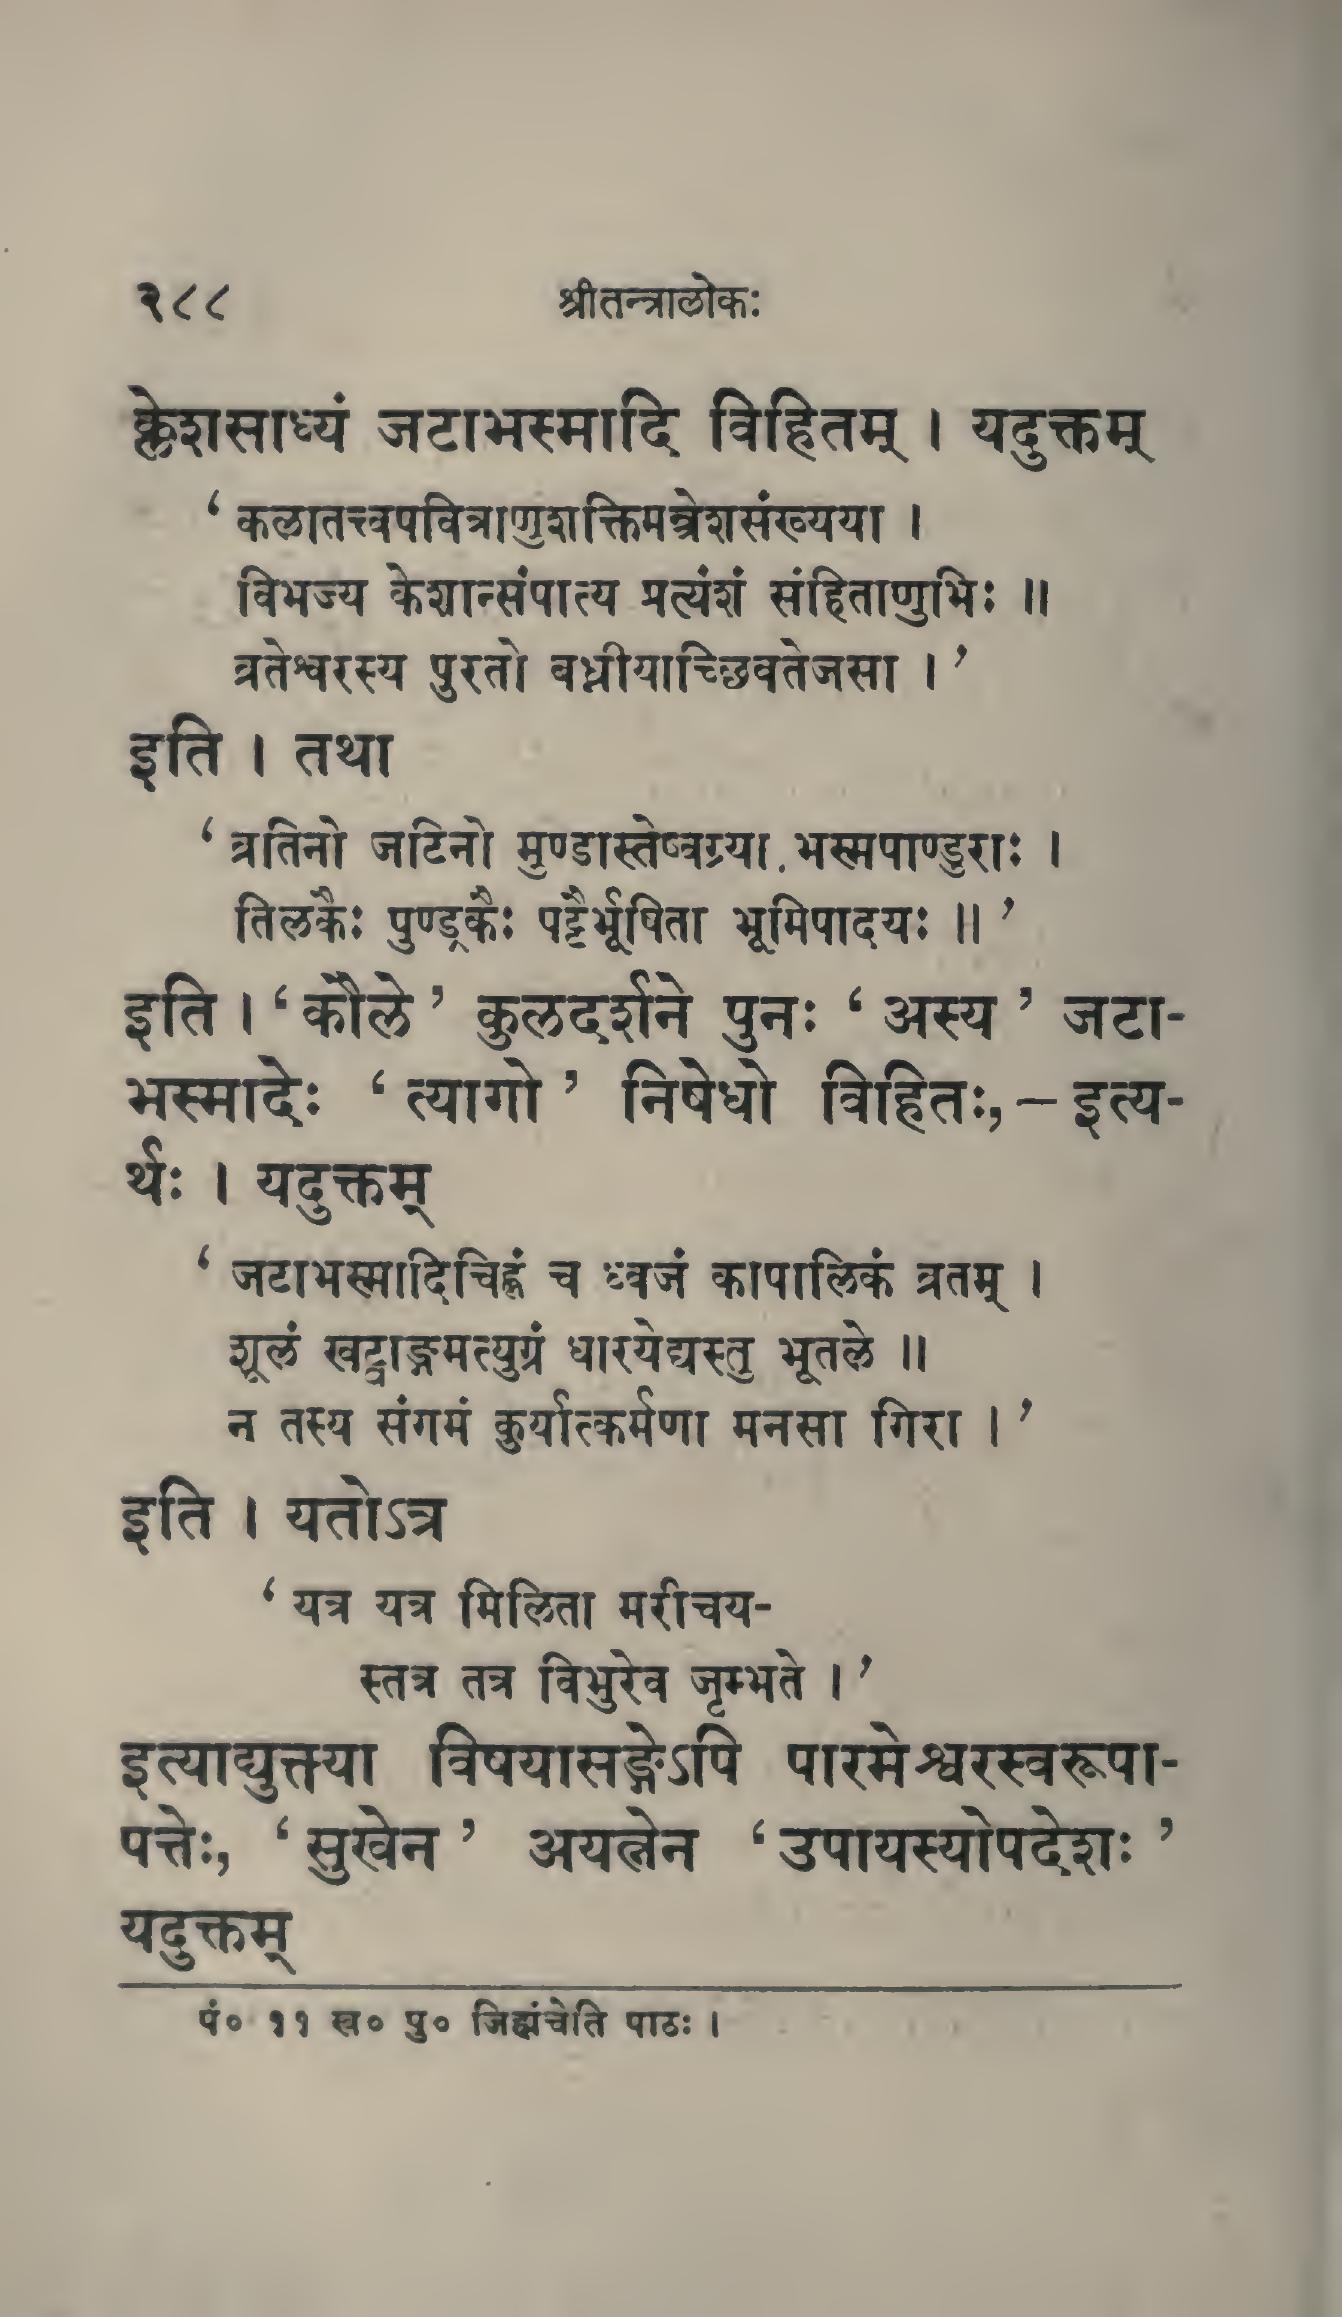 २८८ श्रीतन्त्रालोकः
क्लेशसाध्यं जटाभस्मादि विहितम् । यदुक्तम्
‘ कलातत्त्वपवित्राणुशक्तिमन्त्रेशसंख्यया ।
विभज्य केशान्संपात्य प्रत्यंशं संहिताणुभिः ॥
व्रतेश्वरस्य पुरतो बध्नीयाच्छिवतेजसा । ’
इति । तथा
‘ व्रतिनो जटिनो मुण्डास्तेष्वग्र्या भस्मपाण्डुराः ।
तिलकैः पुण्ड्रकैः पट्टैर्भूषिता भूमिपादयः ॥ ’
इति । ‘ कौले ’ कुलदर्शने पुनः ‘ अस्य ’ जटा-
भस्मादेः ‘ त्यागो ’ निषेधो विहितः, – इत्य-
र्थः । यदुक्तम्
‘ जटाभस्मादिचिह्नं च ध्वजं कापालिकं व्रतम् ।
शूलं खट्वाङ्गमत्युग्रं धारयेद्यस्तु भूतले ॥
न तस्य संगमं कुर्यात्कर्मणा मनसा गिरा । ’
इति । यतोऽत्र
‘ यत्र यत्र मिलिता मरीचय-
स्तत्र तत्र विभुरेव जृम्भते । ’
इत्याद्युक्त्या विषयासङ्गेऽपि पारमेश्वरस्वरूपा-
पत्तेः, ‘ सुखेन ’ अयत्नेन ‘ उपायस्योपदेशः ’
यदुक्तम्
पं० ११ ख० पु० जिह्मंचेति पाठः ।